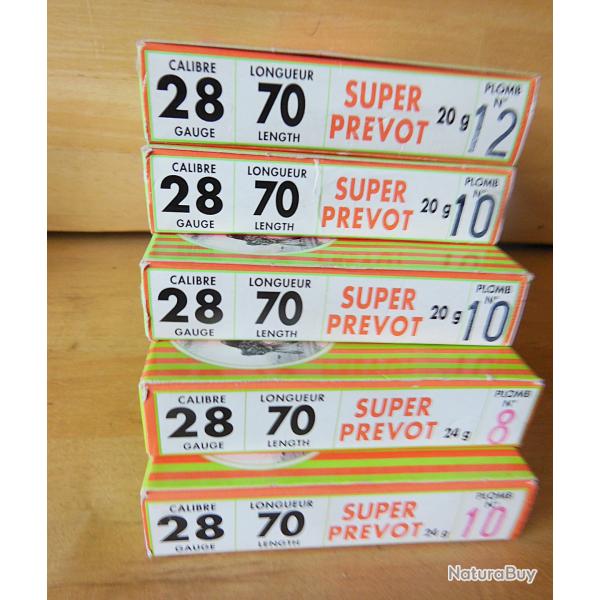 CALIBRE 28 GAUGE LONGUEUR 70 LENGTH SUPER PREVOT 20 g PLOMB N° 12
CALIBRE 28 GAUGE LONGUEUR 70 LENGTH SUPER PREVOT 20 g PLOMB N° 10
CALIBRE 28 GAUGE LONGUEUR 70 LENGTH SUPER PREVOT 20 g PLOMB N° 10
CALIBRE 28 GAUGE LONGUEUR 70 LENGTH SUPER PREVOT 24 g PLOMB N° 8
CALIBRE 28 GAUGE LONGUEUR 70 LENGTH SUPER PREVOT 24 g PLOMB N° 10
NaturaBuy